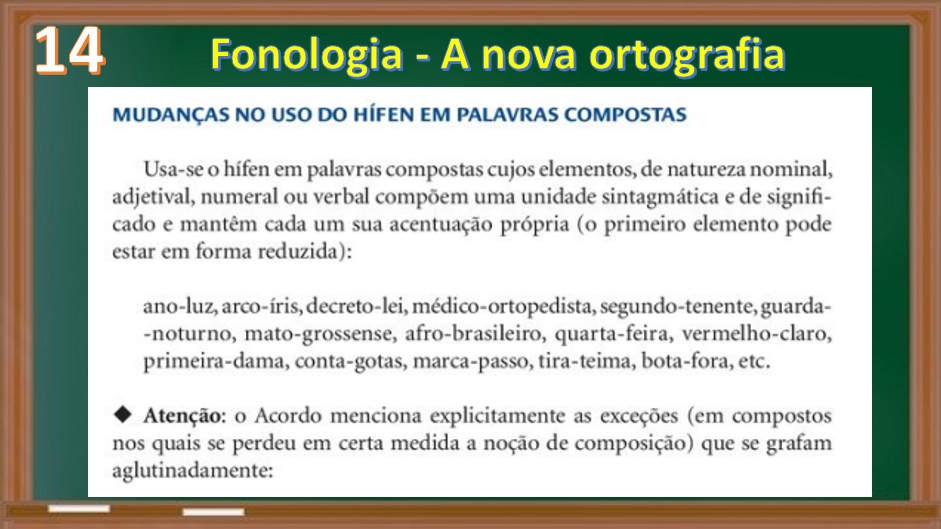 14
Fonologia - A nova ortografia
MUDANÇAS NO USO DO HÍFEN EM PALAVRAS COMPOSTAS
Usa-se o hífen em palavras compostas cujos elementos, de natureza nominal,
adjetival, numeral ou verbal compõem uma unidade sintagmática e de signifi-
cado e mantêm cada um sua acentuação própria (o primeiro elemento pode
estar em forma reduzida):
ano-luz, arco-íris, decreto-lei, médico-ortopedista, segundo-tenente, guarda-
-noturno, mato-grossense, afro-brasileiro, quarta-feira, vermelho-claro,
primeira-dama, conta-gotas, marca-passo, tira-teima, bota-fora, etc.
◆ Atenção: o Acordo menciona explicitamente as exceções (em compostos
nos quais se perdeu em certa medida a noção de composição) que se grafam
aglutinadamente: